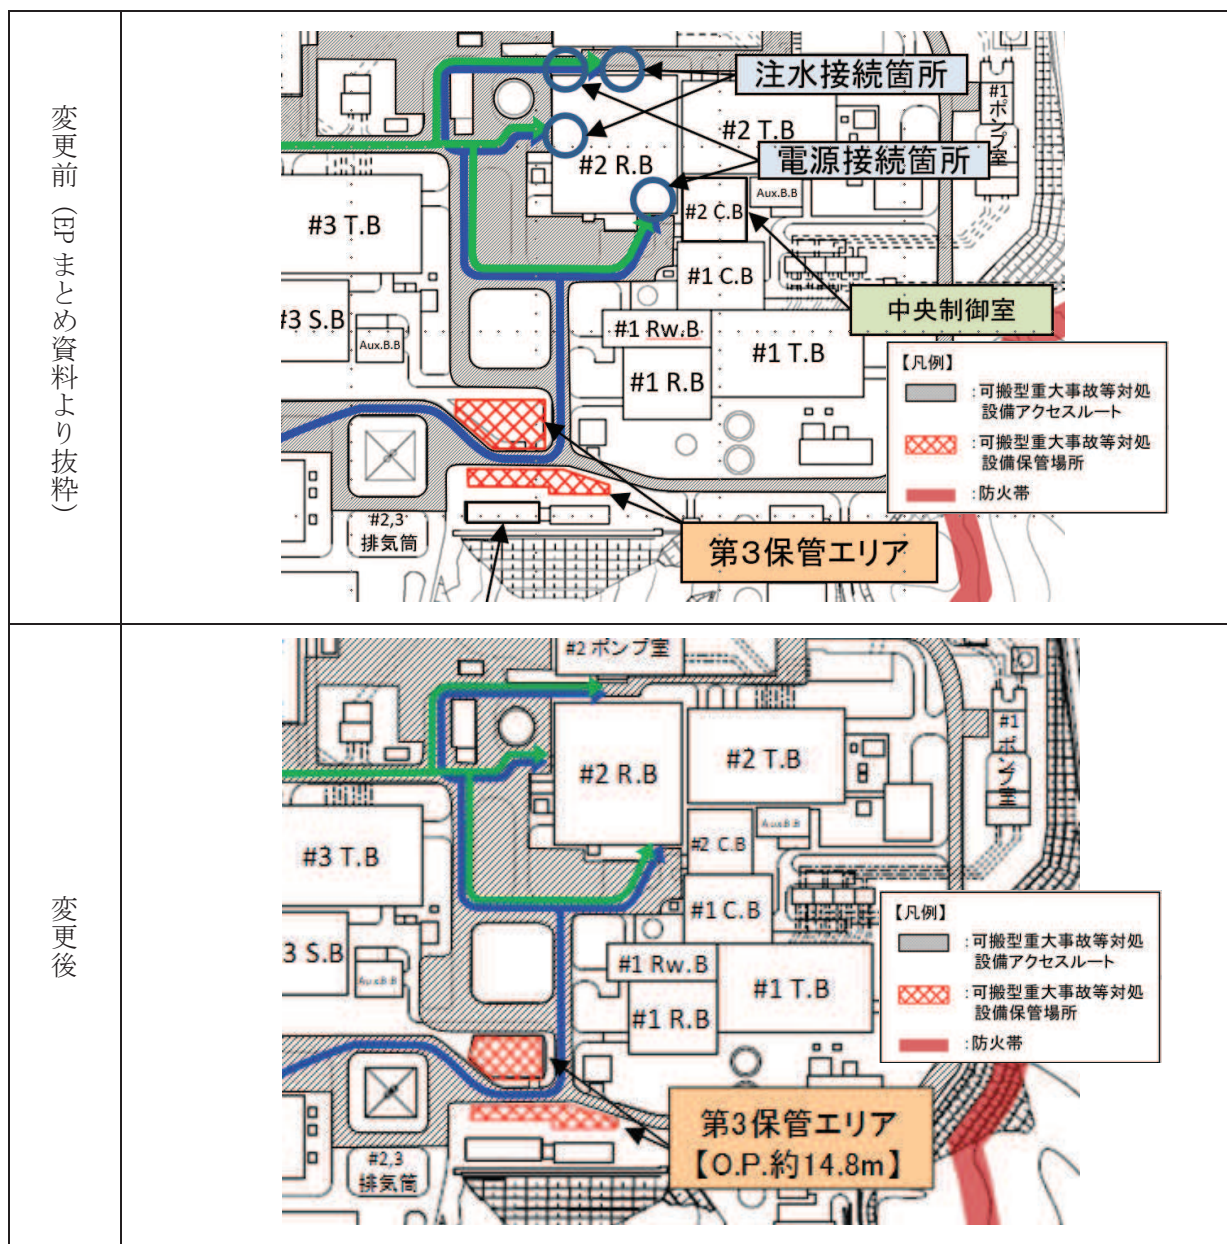 変更前（EPまとめ資料より抜粋）
注水接続箇所
#2 T.B
電源接続箇所
#2 R.B
Aux.B.B
#2 C.B
#1
ポンプ室
#3 T.B
#1 C.B
中央制御室
#3 S.B
Aux.B.B
#1 Rw.B
#1 T.B
#1 R.B
【凡例】
:可搬型重大事故等対処
設備アクセスルート
:可搬型重大事故等対処
設備保管場所
:防火帯
#2,3
排気筒
第3保管エリア
変更後
#2 ポンプ室
#1
ポンプ室
#2 R.B
#2 T.B
Aux.B.B
#2 C.B
#3 T.B
#1 C.B
3 S.B
Aux.B.B
#1 Rw.B
#1 T.B
#1 R.B
【凡例】
:可搬型重大事故等対処
設備アクセスルート
:可搬型重大事故等対処
設備保管場所
:防火帯
#2,3
排気筒
第3保管エリア
【O.P.約14.8m】